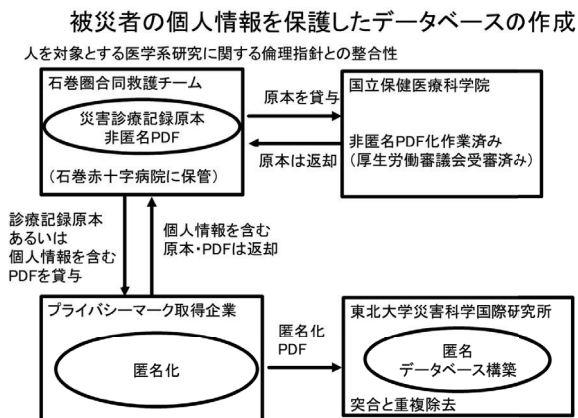 被災者の個人情報を保護したデータベースの作成
人を対象とする医学系研究に関する倫理指針との整合性
石巻圏合同救護チーム
災害診療記録原本
非匿名PDF
(石巻赤十字病院に保管)
原本を貸与
原本は返却
国立保健医療科学院
非匿名PDF化作業済み
(厚生労働審議会受審済み)
診療記録原本
あるいは
個人情報を含む
PDFを貸与
個人情報を含む
原本・PDFは返却
プライバシーマーク取得企業
匿名化
匿名化
PDF
東北大学災害科学国際研究所
匿名
データベース構築
突合と重複除去